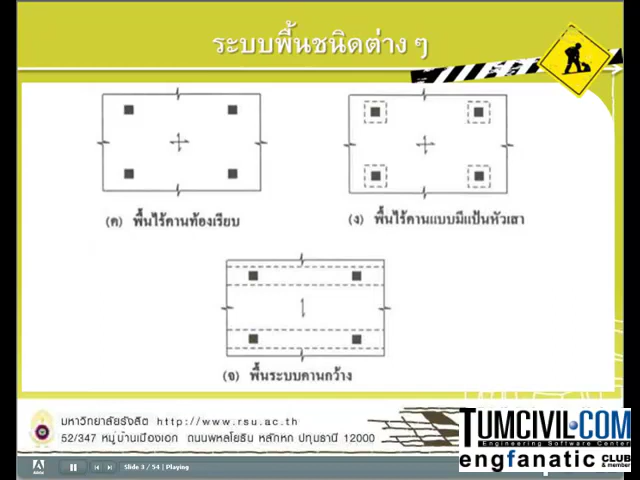 ระบบพื้นชนิดต่าง ๆ
(ค) พื้นไร้คานท้องเรียบ
(ง) พื้นไร้คานแบบมีแป้นหัวเสา
(จ) พื้นระบบคานกว้าง
มหาวิทยาลัยรังสิต http://www.rsu.ac.th
52/347 หมู่บ้านเมืองเอก ถนนพหลโยธิน หลักหก ปทุมธานี 12000
TUMCIVIL.COM
Engineering Software Center
engfanatic CLUB
& member
Adobe
Slide 3 / 54 | Playing